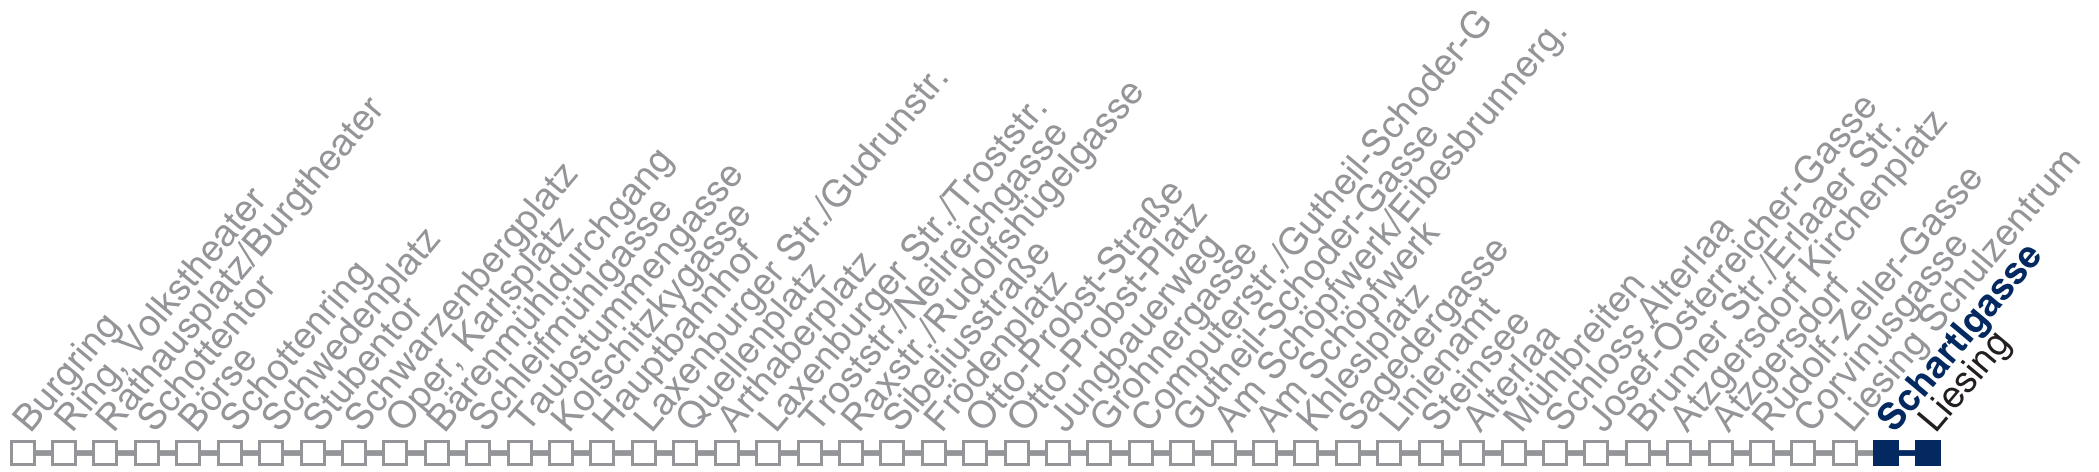 Burgring
Ring, Volkstheater
Rathausplatz/Burgtheater
Schottentor
Börse
Schottenring
Schwedenplatz
Stubentor
Schwarzenbergplatz
Oper, Karlsplatz
Bärenmühldurchgang
Schleifmühlgasse
Taubstummengasse
Kolschitzkygasse
Hauptbahnhof
Laxenburger Str./Gudrunstr.
Quellenplatz
Arthaberplatz
Laxenburger Str./Troststr.
Troststr./Neilreichgasse
Raxstr./Rudolfshügelgasse
Sibeliusstraße
Frödenplatz
Otto-Probst-Straße
Otto-Probst-Platz
Jungbauerweg
Grohnergasse
Computerstr./Gutheil-Schoder-G
Gutheil-Schoder-Gasse
Am Schöpfwerk/Eibesbrunnerg.
Am Schöpfwerk
Khleslplatz
Sagedergasse
Linienamt
Steinsee
Alterlaa
Mühlbreiten
Schloss Alterlaa
Josef-Österreicher-Gasse
Brunner Str./Erlaaer Str.
Atzgersdorf Kirchenplatz
Atzgersdorf
Rudolf-Zeller-Gasse
Corvinusgasse
Liesing Schulzentrum
Schartlgasse
Liesing